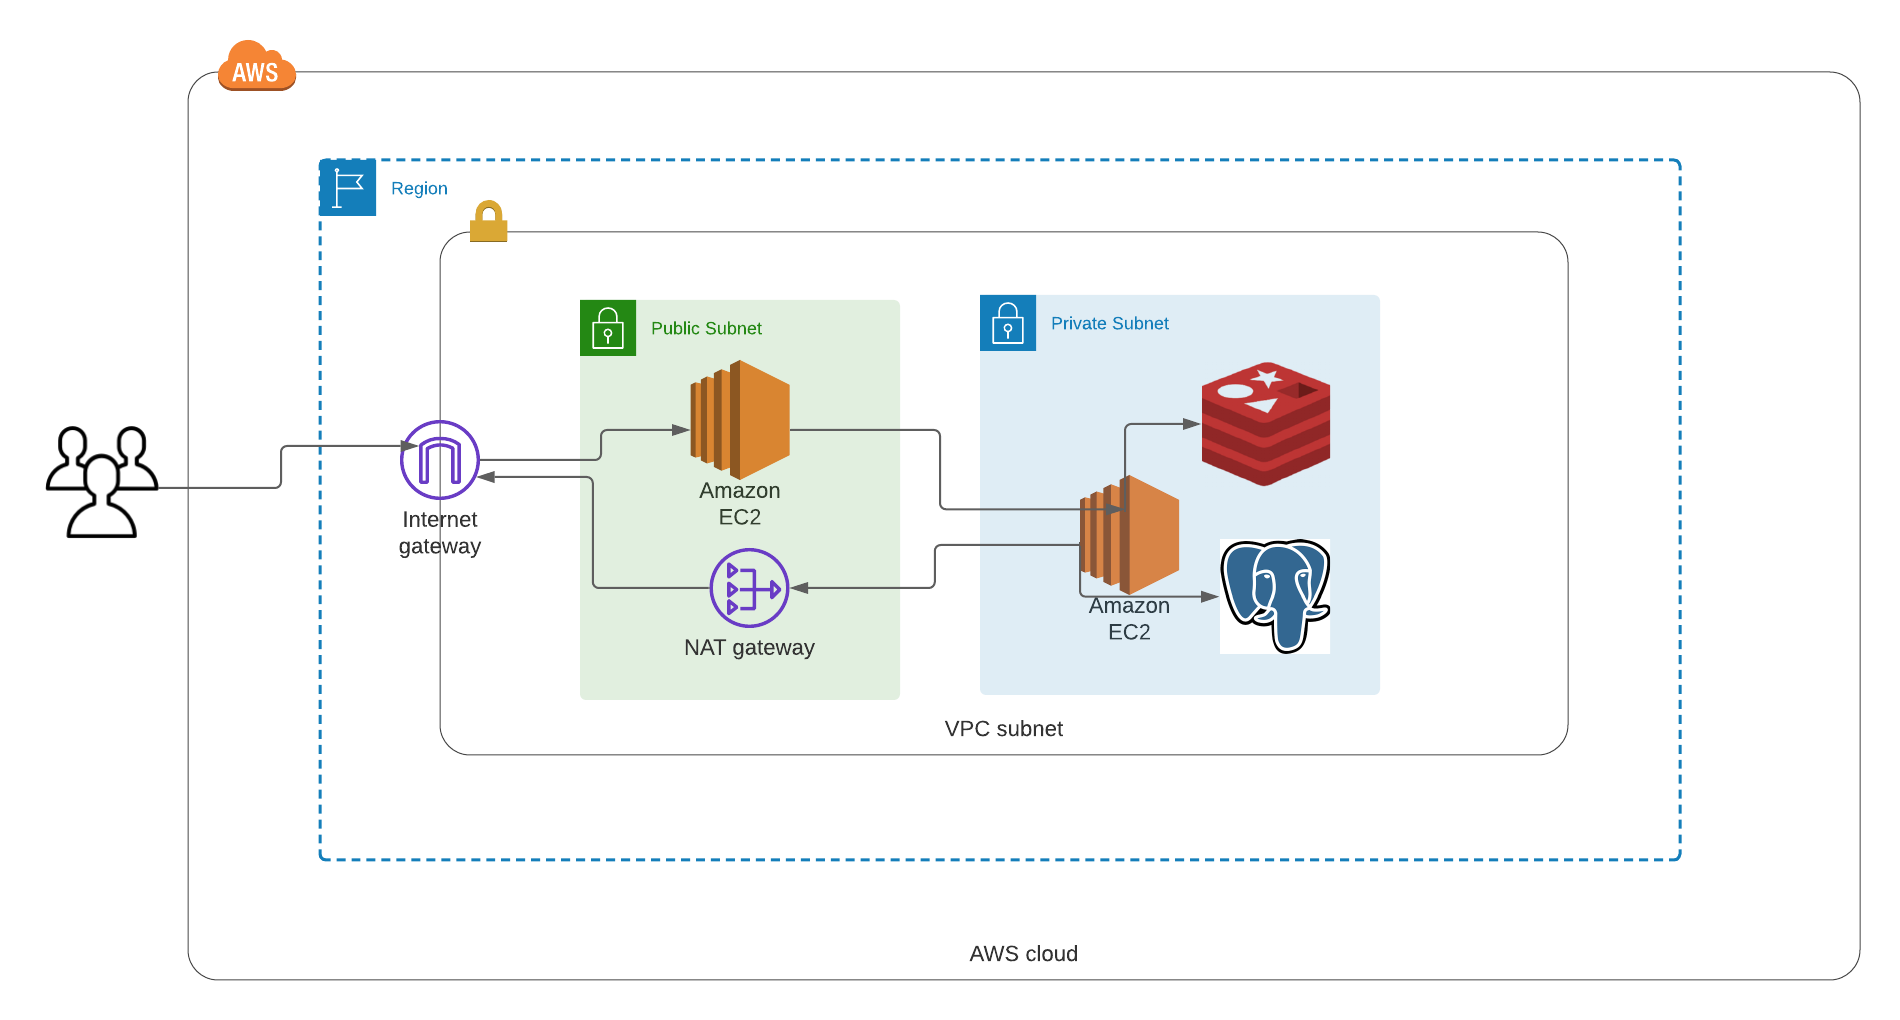 AWS
Region
Public Subnet
Private Subnet
Amazon
EC2
Internet
gateway
NAT gateway
Amazon
EC2
VPC subnet
AWS cloud